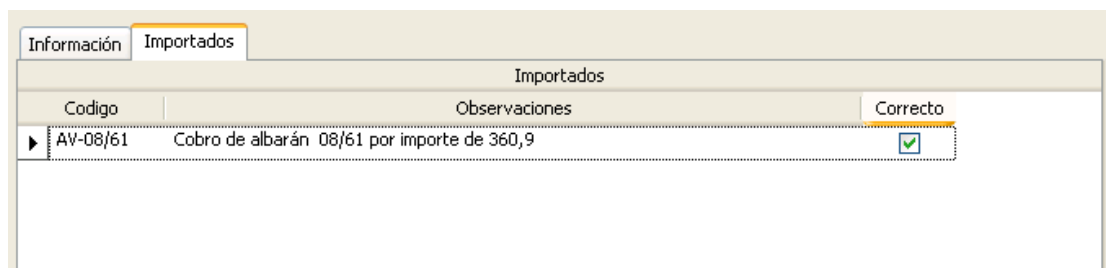 Información Importados
Importados
Codigo Observaciones Correcto
AV-08/61 Cobro de albarán 08/61 por importe de 360,9